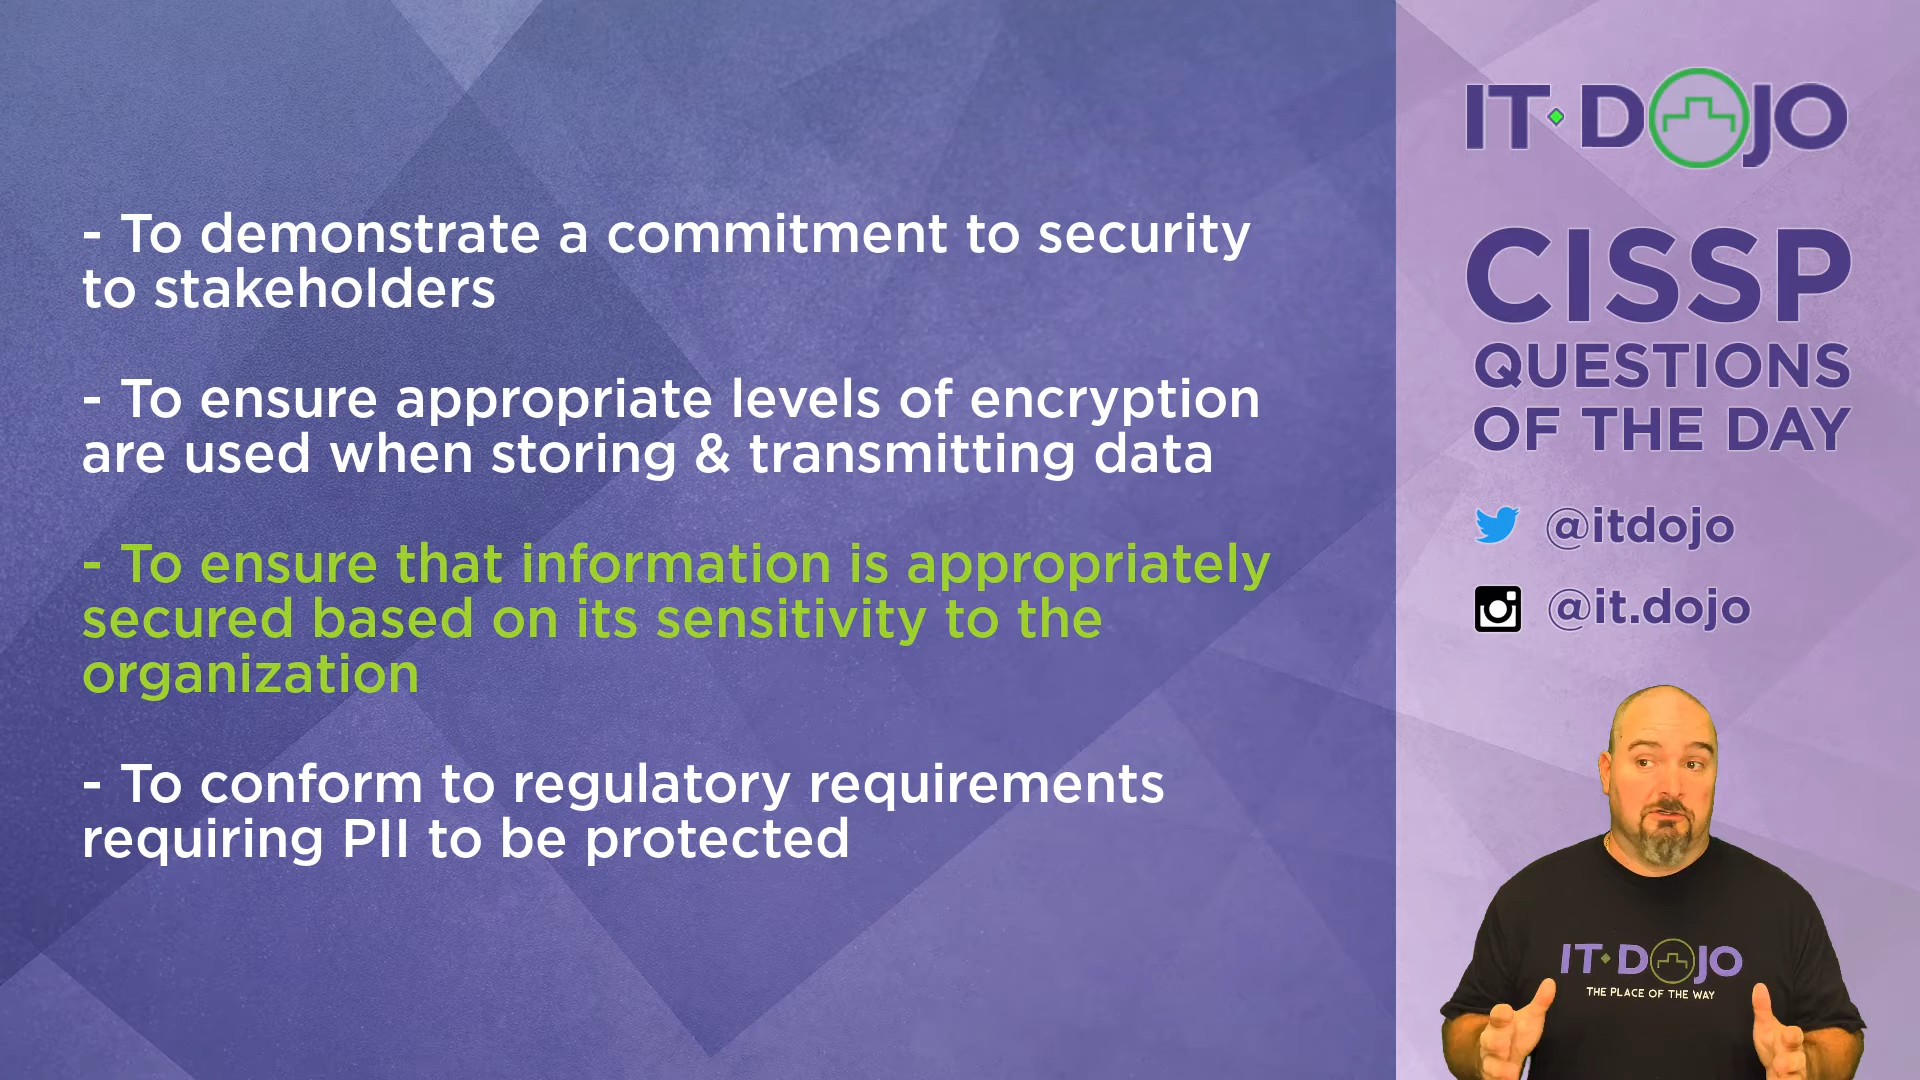 - To demonstrate a commitment to security
to stakeholders
- To ensure appropriate levels of encryption
are used when storing & transmitting data
- To ensure that information is appropriately
secured based on its sensitivity to the
organization
- To conform to regulatory requirements
requiring PII to be protected
IT·DOJO
CISSP
QUESTIONS
OF THE DAY
@itdojo
@it.dojo
IT·DOJO
THE PLACE OF THE WAY